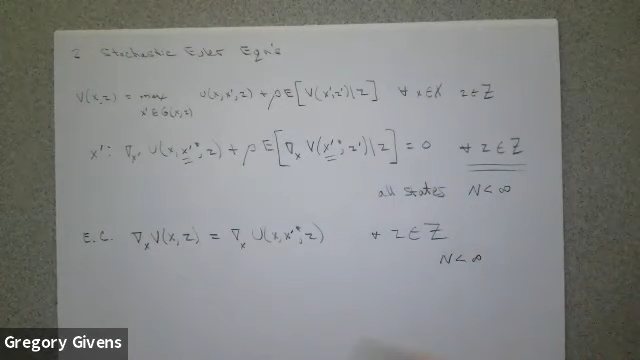 2 Stochastic Euler Eqn's
V(x,z) = max U(x,x',z) + βE[V(x',z')|z] ∀ x∈X z∈Z
x'∈G(x,z)
x': ∇x' U(x,x'*,z) + βE[∇x V(x'*,z')|z] = 0 ∀ z∈Z
all states N<∞
E.C. ∇x V(x,z) = ∇x U(x,x'*,z) ∀ z∈Z
N<∞
Gregory Givens